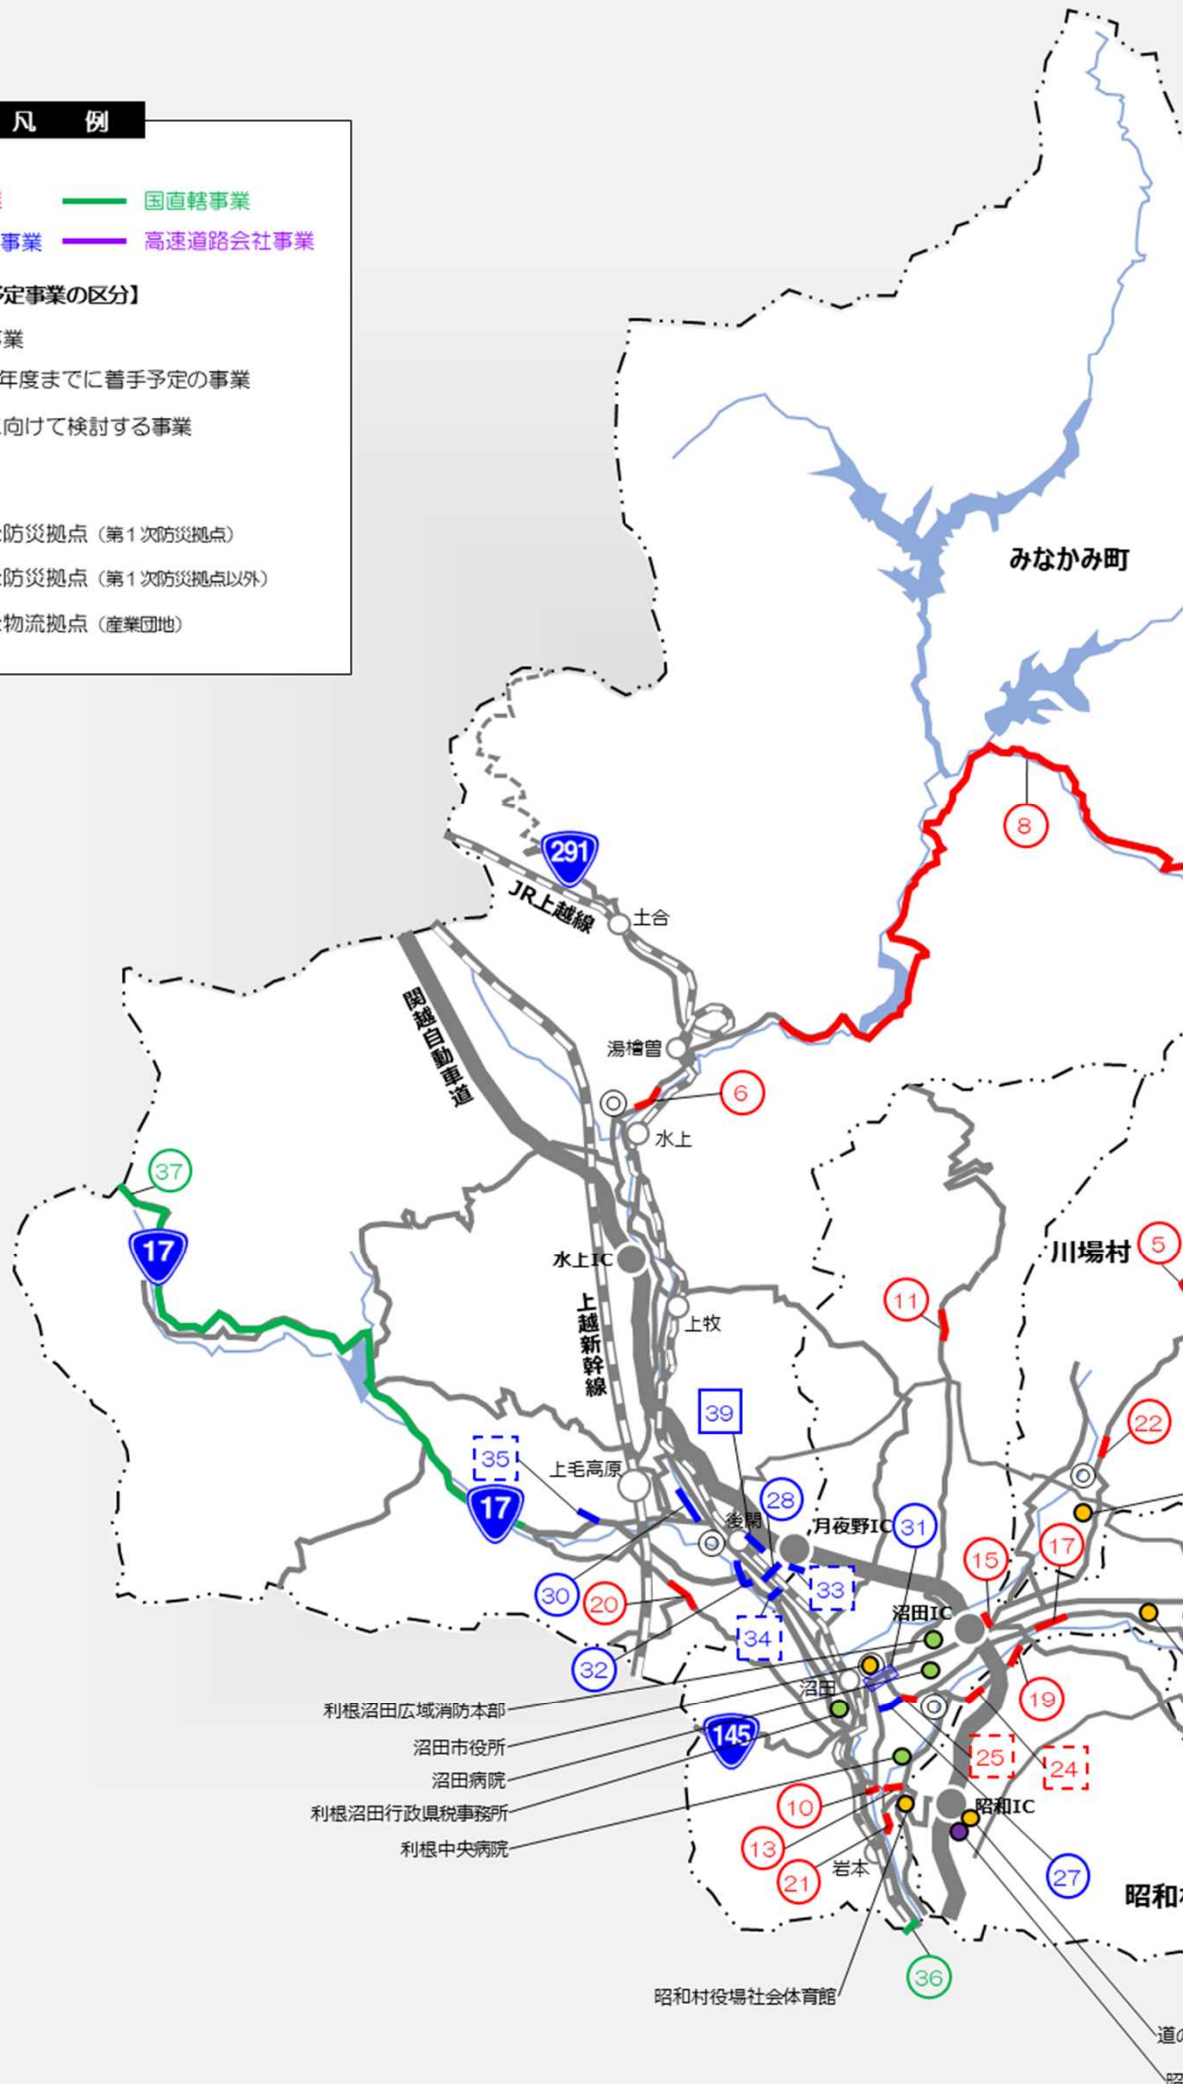 凡 例
業
国直轄事業
事業
高速道路会社事業
定事業の区分】
業
年度までに着手予定の事業
向けて検討する事業
防災拠点（第１次防災拠点）
防災拠点（第１次防災拠点以外）
物流拠点（産業団地）
みなかみ町
8
291
JR上越線
土合
関越自動車道
湯檜曽
6
水上
37
17
水上IC
川場村
5
11
上越新幹線
上牧
39
22
35
上毛高原
17
後閑
28
月夜野IC
31
15
17
30
20
33
沼田IC
34
32
沼田
19
利根沼田広域消防本部
沼田市役所
145
25
24
沼田病院
利根沼田行政県税事務所
10
昭和IC
利根中央病院
13
岩本
21
27
昭和
36
昭和村役場社会体育館
道の
昭